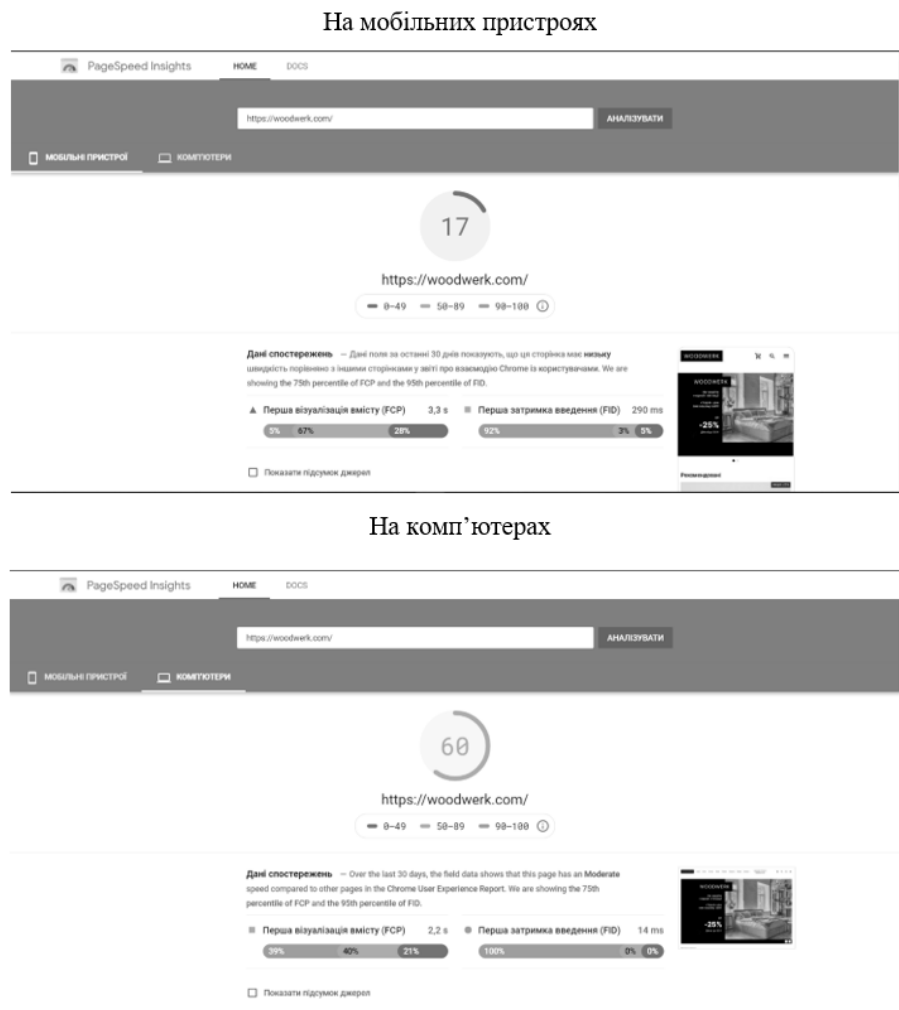 На мобільних пристроях
PageSpeed Insights HOME DOCS
https://woodwerk.com/ АНАЛІЗУВАТИ
МОБІЛЬНІ ПРИСТРОЇ КОМП'ЮТЕРИ
17
https://woodwerk.com/
0–49 50–89 90–100
Дані спостережень — Дані поля за останні 30 днів показують, що ця сторінка має низьку
швидкість порівняно з іншими сторінками у звіті про взаємодію Chrome із користувачами. We are
showing the 75th percentile of FCP and the 95th percentile of FID.
Перша візуалізація вмісту (FCP) 3,3 s Перша затримка введення (FID) 290 ms
5% 67% 28% 92% 3% 5%
Показати підсумок джерел
WOODWERK
WOODWERK
-25%
Рекомендовані
На комп’ютерах
PageSpeed Insights HOME DOCS
https://woodwerk.com/ АНАЛІЗУВАТИ
МОБІЛЬНІ ПРИСТРОЇ КОМП'ЮТЕРИ
60
https://woodwerk.com/
0–49 50–89 90–100
Дані спостережень — Over the last 30 days, the field data shows that this page has an Moderate
speed compared to other pages in the Chrome User Experience Report. We are showing the 75th
percentile of FCP and the 95th percentile of FID.
Перша візуалізація вмісту (FCP) 2,2 s Перша затримка введення (FID) 14 ms
39% 40% 21% 100% 0% 0%
Показати підсумок джерел
WOODWERK
-25%